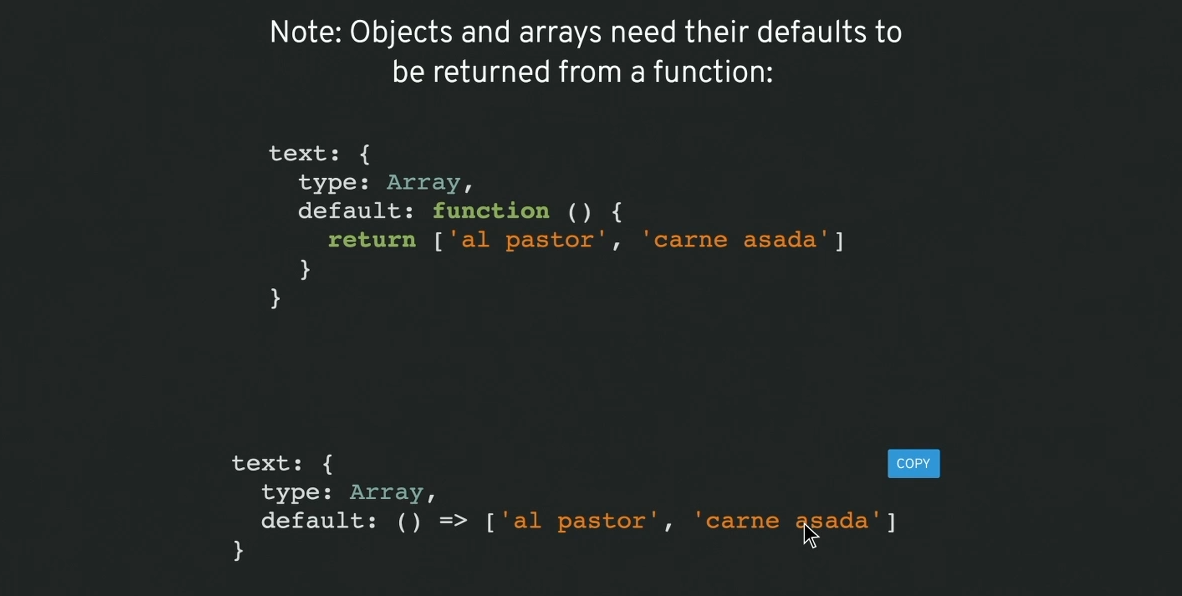 Note: Objects and arrays need their defaults to
be returned from a function:
text: {
  type: Array,
  default: function () {
    return ['al pastor', 'carne asada']
  }
}
text: {
  type: Array,
  default: () => ['al pastor', 'carne asada']
}
COPY